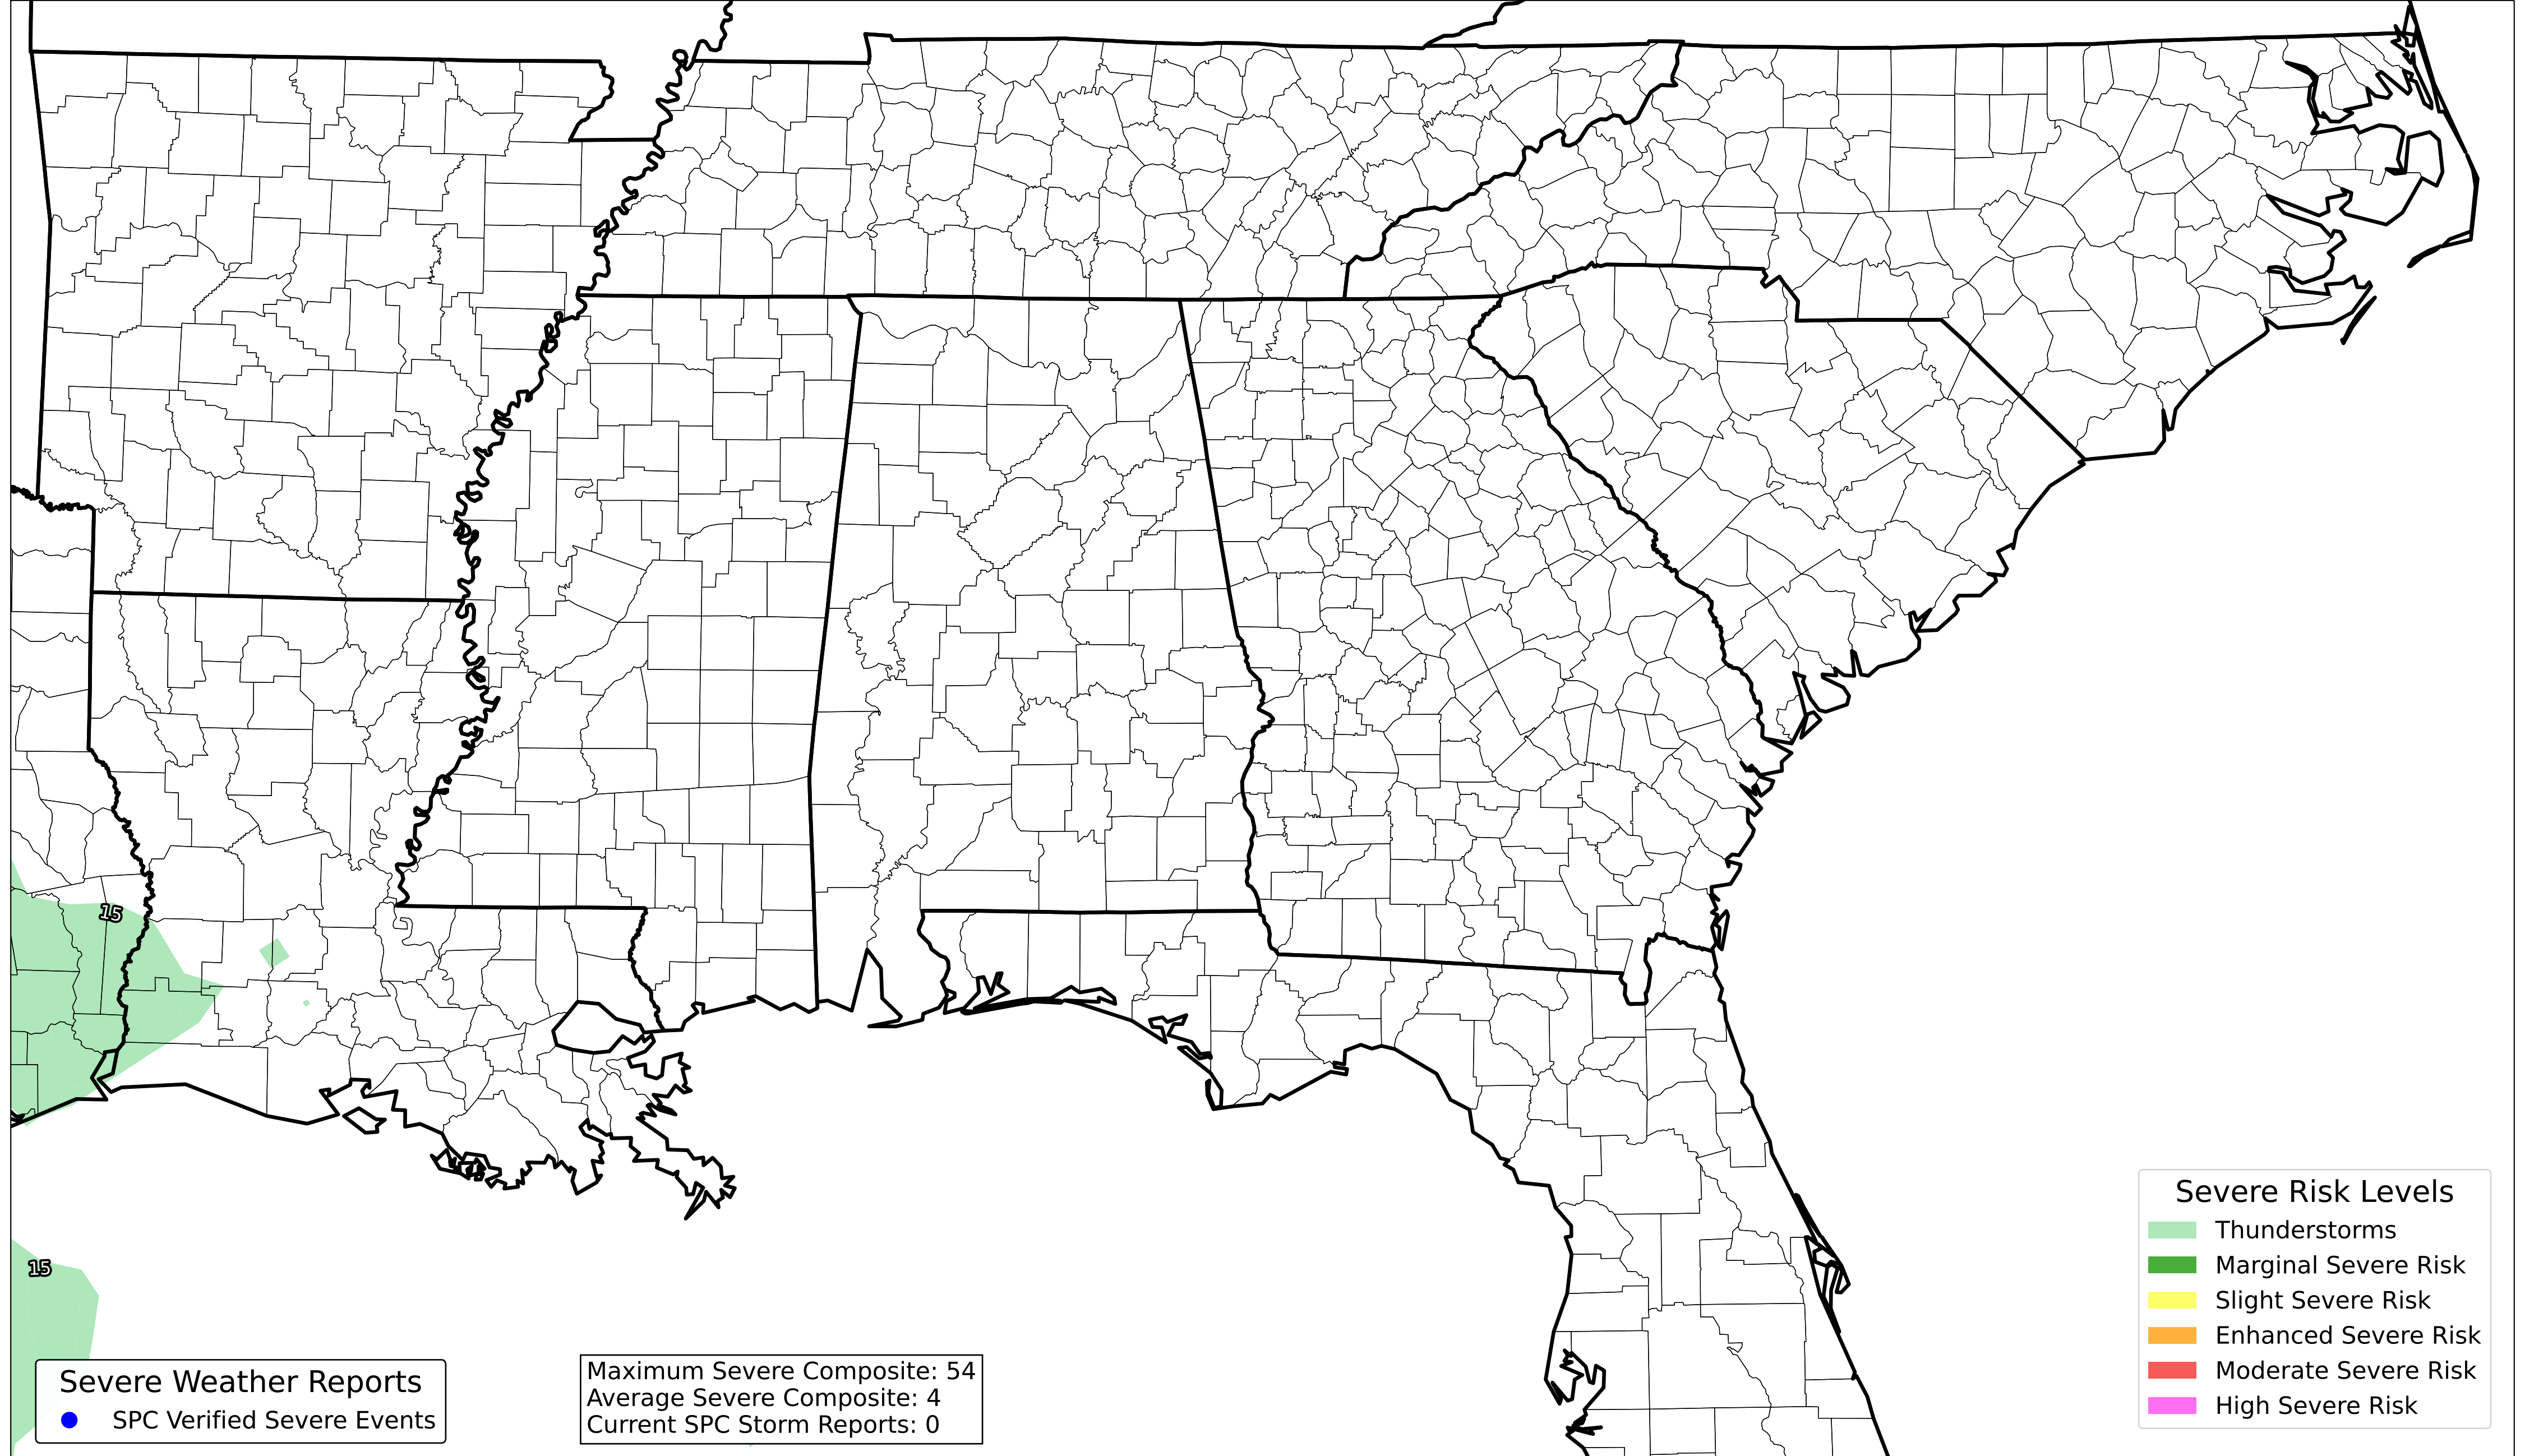 15
15
Severe Weather Reports
SPC Verified Severe Events
Maximum Severe Composite: 54
Average Severe Composite: 4
Current SPC Storm Reports: 0
Severe Risk Levels
Thunderstorms
Marginal Severe Risk
Slight Severe Risk
Enhanced Severe Risk
Moderate Severe Risk
High Severe Risk